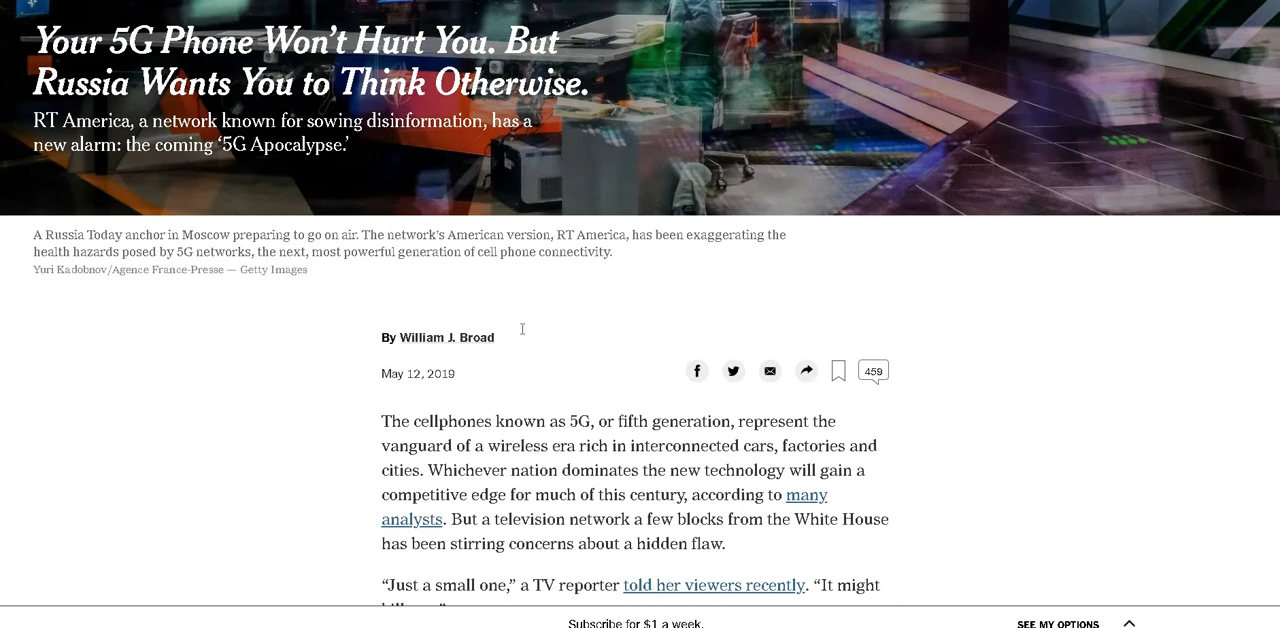 Your 5G Phone Won't Hurt You. But
Russia Wants You to Think Otherwise.
RT America, a network known for sowing disinformation, has a
new alarm: the coming ‘5G Apocalypse.’
A Russia Today anchor in Moscow preparing to go on air. The network's American version, RT America, has been exaggerating the
health hazards posed by 5G networks, the next, most powerful generation of cell phone connectivity.
Yuri Kadobnov/Agence France-Presse — Getty Images
By William J. Broad
May 12, 2019
459
The cellphones known as 5G, or fifth generation, represent the
vanguard of a wireless era rich in interconnected cars, factories and
cities. Whichever nation dominates the new technology will gain a
competitive edge for much of this century, according to many
analysts. But a television network a few blocks from the White House
has been stirring concerns about a hidden flaw.
“Just a small one,” a TV reporter told her viewers recently. “It might
Subscribe for $1 a week.
SEE MY OPTIONS